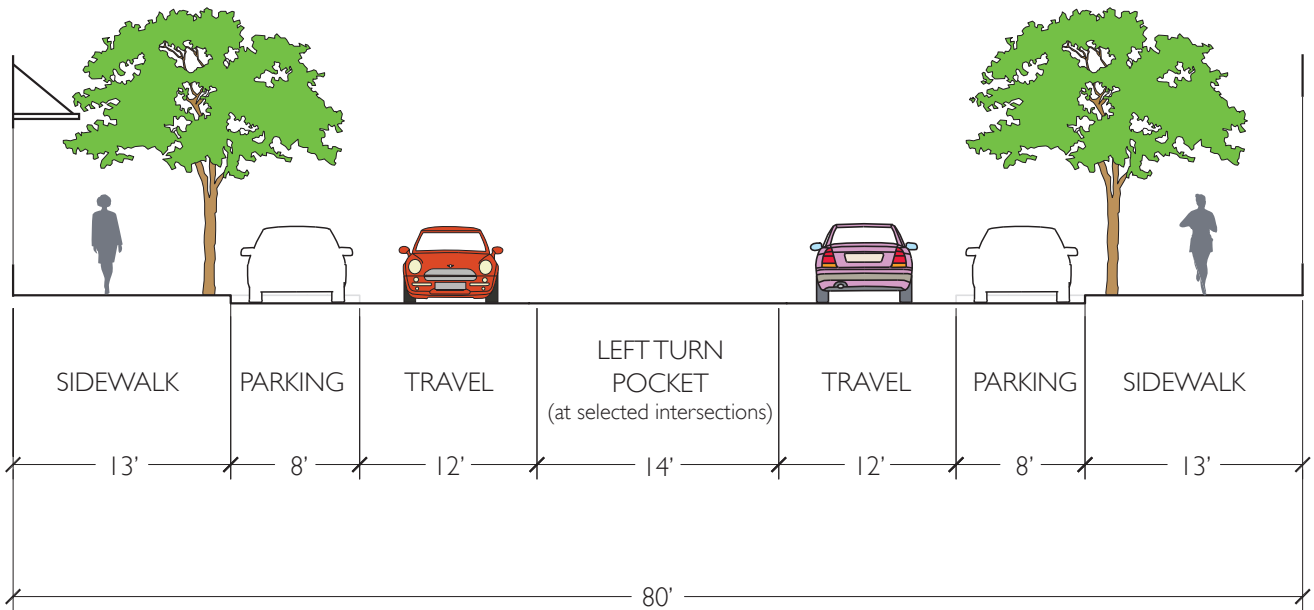 SIDEWALK
PARKING
TRAVEL
LEFT TURN
POCKET
(at selected intersections)
TRAVEL
PARKING
SIDEWALK
13’
8’
12’
14’
12’
8’
13’
80’